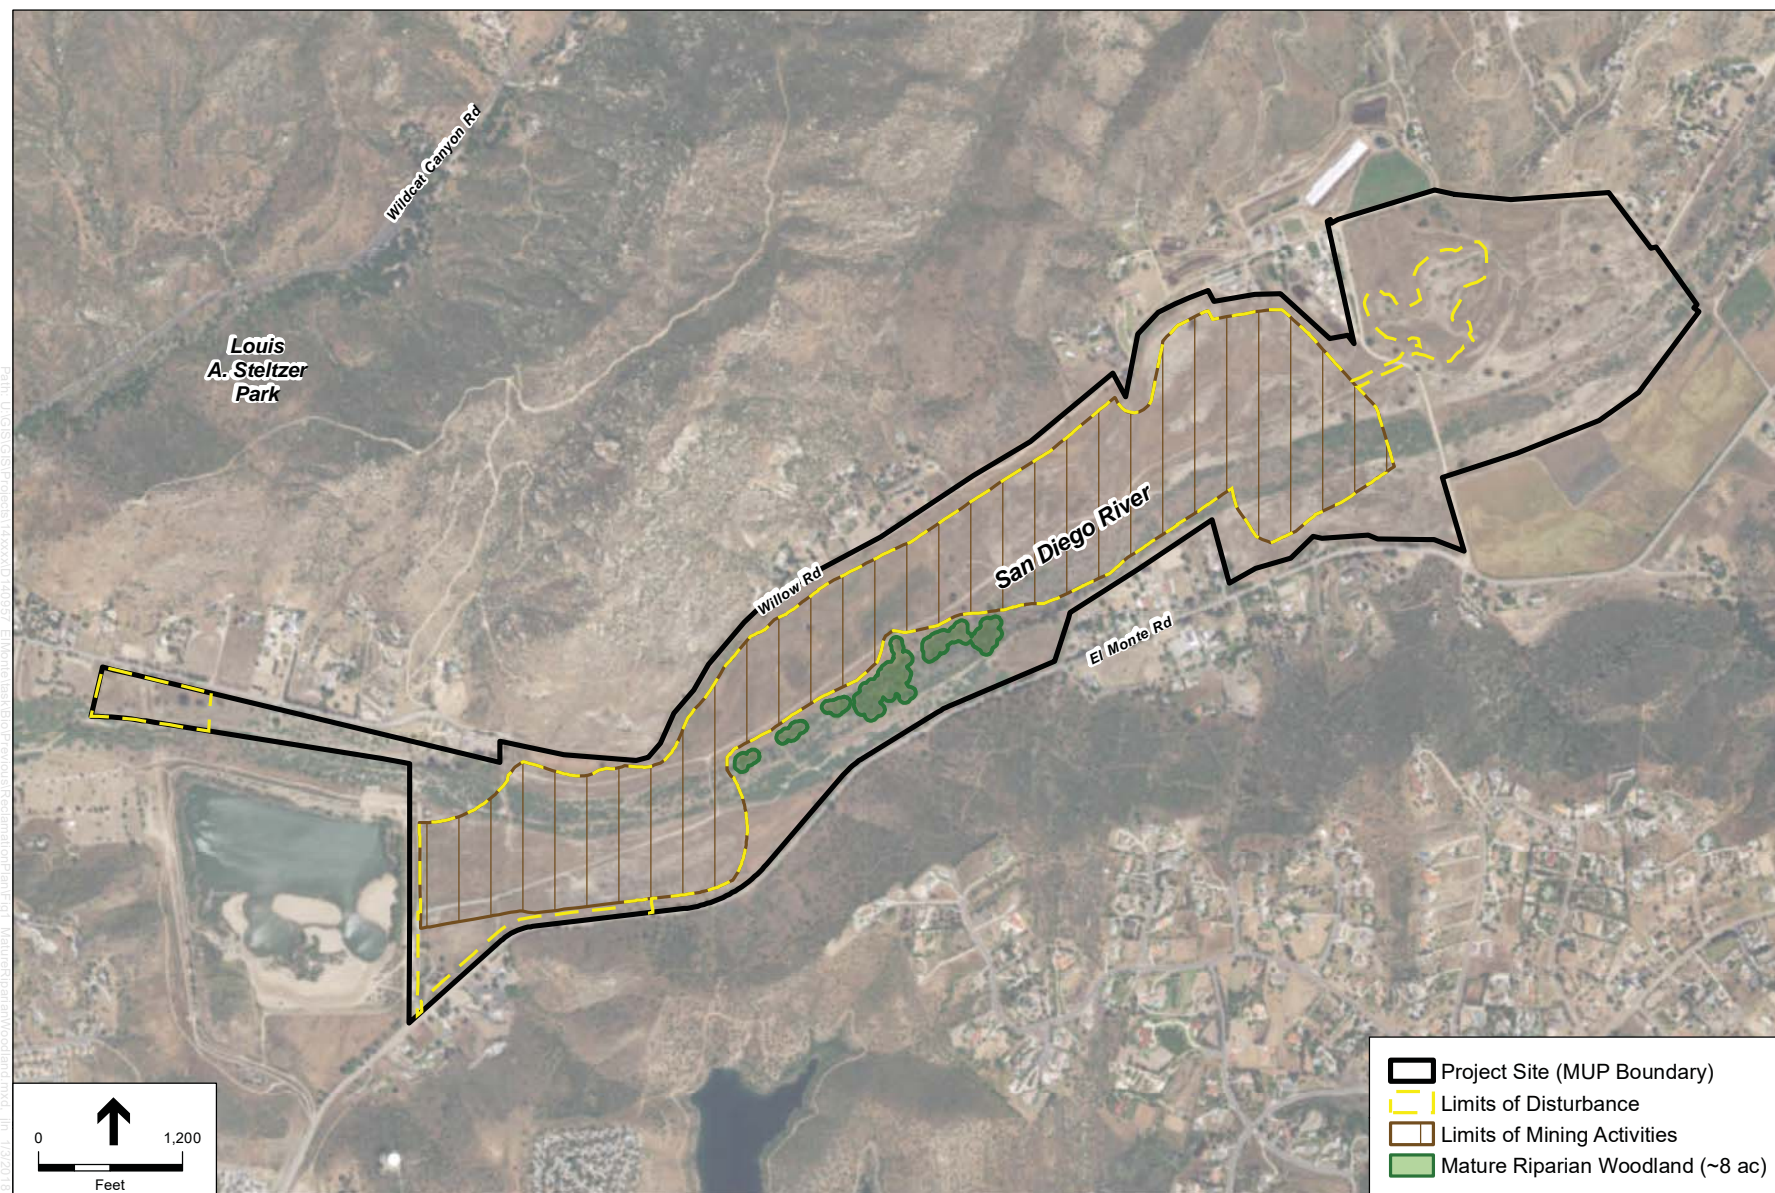 Wildcat Canyon Rd
Louis
A. Steltzer
Park
San Diego River
Willow Rd
El Monte Rd
0 1,200
Feet
Project Site (MUP Boundary)
Limits of Disturbance
Limits of Mining Activities
Mature Riparian Woodland (~8 ac)